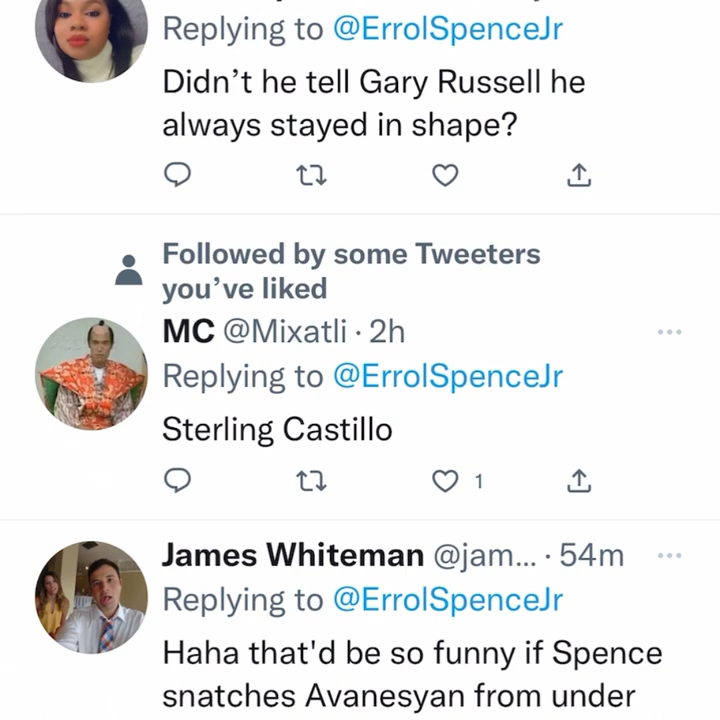 Replying to @ErrolSpenceJr
Didn’t he tell Gary Russell he
always stayed in shape?
Followed by some Tweeters
you’ve liked
MC @Mixatli · 2h
Replying to @ErrolSpenceJr
Sterling Castillo
1
James Whiteman @jam... · 54m
Replying to @ErrolSpenceJr
Haha that'd be so funny if Spence
snatches Avanesyan from under